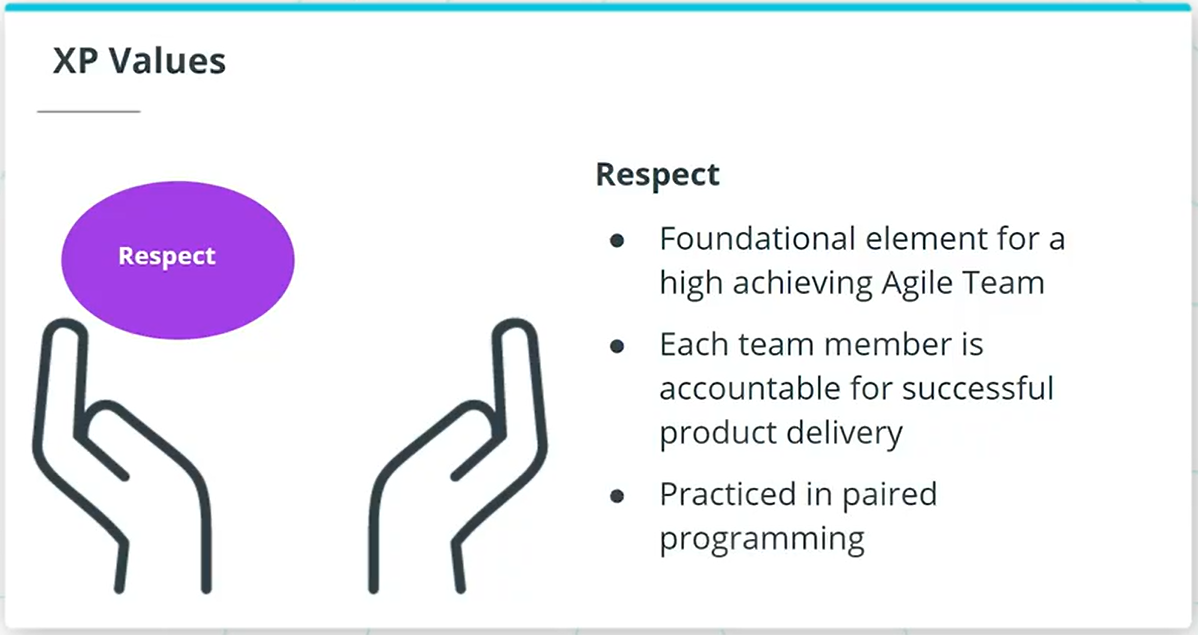 XP Values
Respect
Respect
● Foundational element for a
high achieving Agile Team
● Each team member is
accountable for successful
product delivery
● Practiced in paired
programming